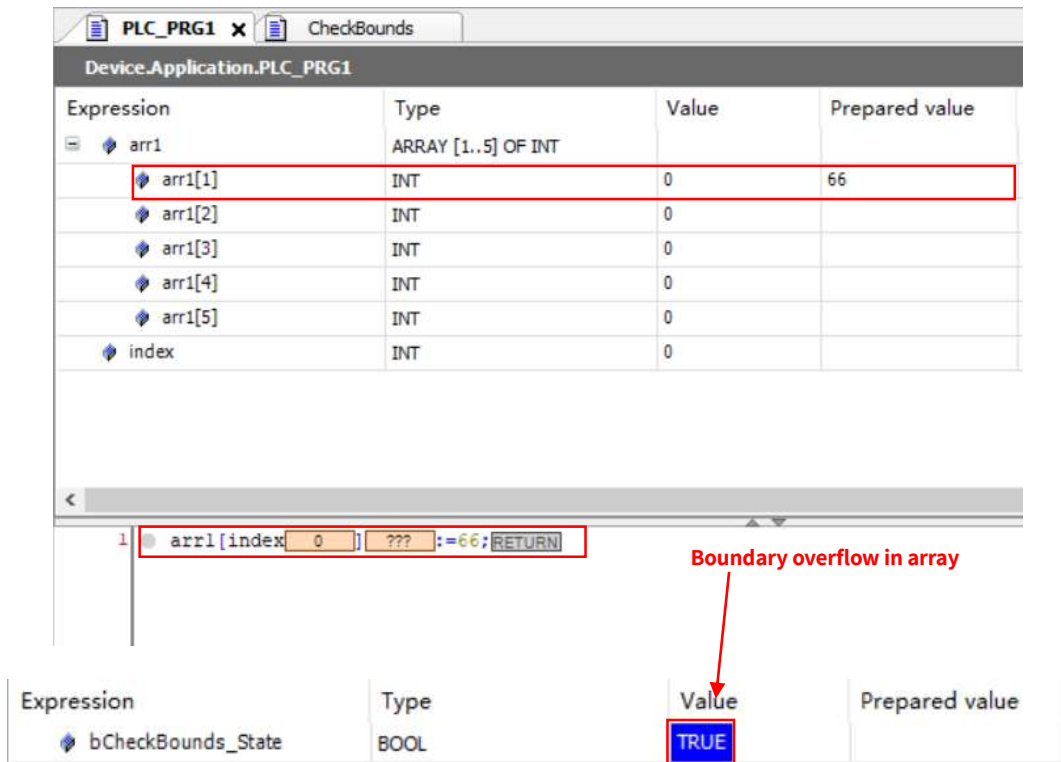 PLC_PRG1 X CheckBounds
Device.Application.PLC_PRG1
Expression Type Value Prepared value
arr1 ARRAY [1..5] OF INT
arr1[1] INT 0 66
arr1[2] INT 0
arr1[3] INT 0
arr1[4] INT 0
arr1[5] INT 0
index INT 0
1 arr1[index 0 ] ??? :=66;RETURN
Boundary overflow in array
Expression Type Value Prepared value
bCheckBounds_State BOOL TRUE